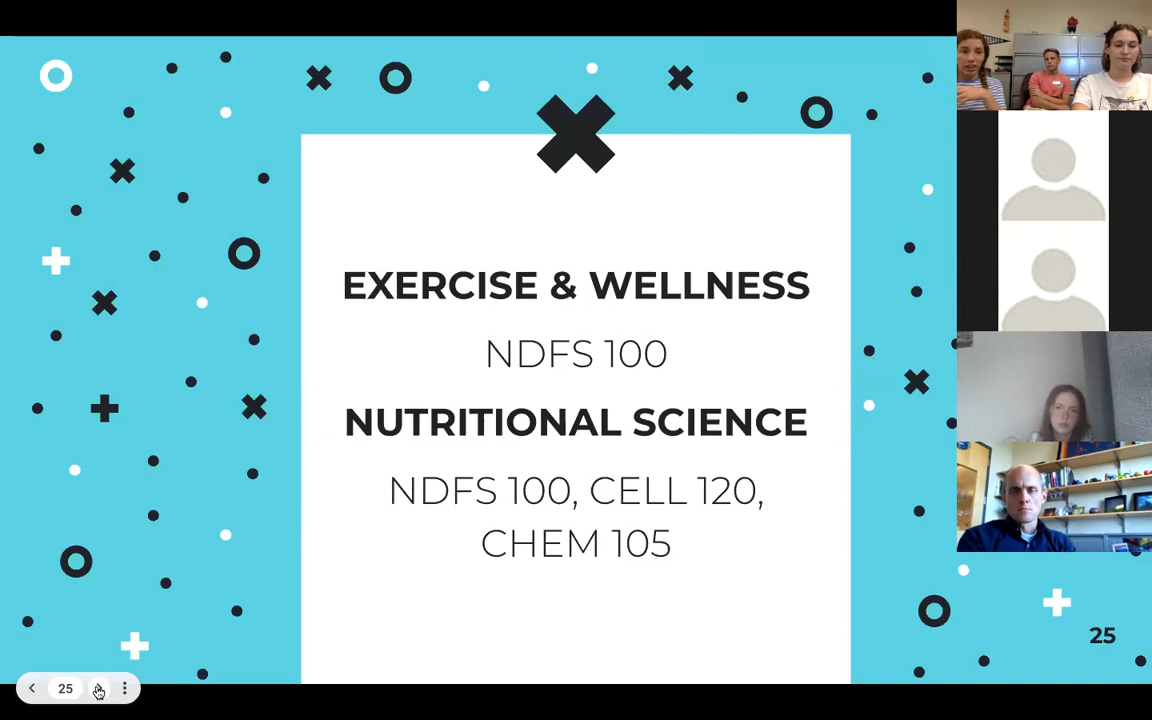 EXERCISE & WELLNESS
NDFS 100
NUTRITIONAL SCIENCE
NDFS 100, CELL 120,
CHEM 105
25
25